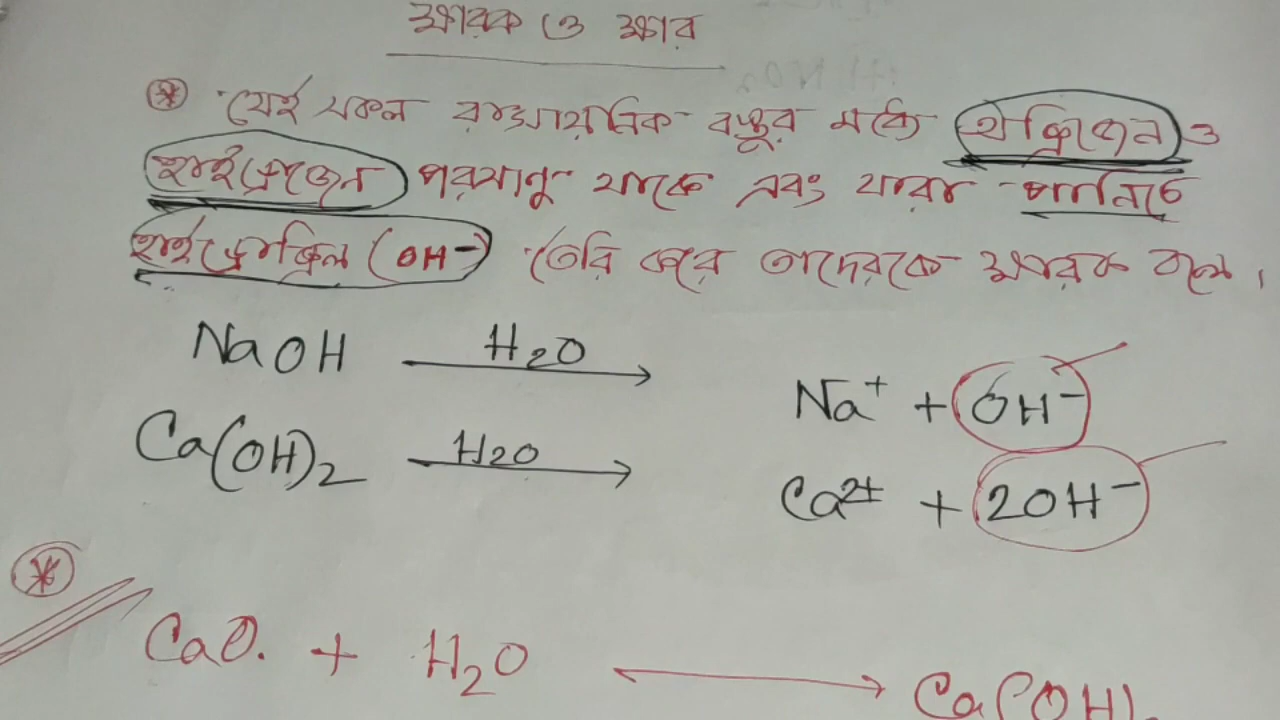 ক্ষারক ও ক্ষার
* যেই সকল রাসায়নিক বস্তুর মধ্যে অক্সিজেন ও
হাইড্রোজেন পরমানু থাকে এবং যারা পানিতে
হাইড্রোক্সিল (OH-) তৈরি করে তাদেরকে ক্ষারক বলে।
NaOH H2O Na+ + OH-
Ca(OH)2 H2O Ca2+ + 2OH-
* CaO. + H2O Ca(OH)2